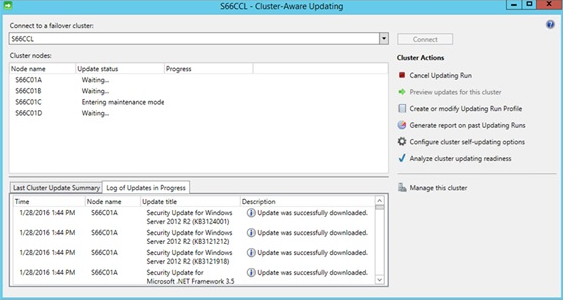 S66CCL - Cluster-Aware Updating
Connect to a failover cluster:
S66CCL
Connect
Cluster nodes:
Node name Update status Progress
S66C01A Waiting...
S66C01B Waiting...
S66C01C Entering maintenance mode
S66C01D Waiting...
Cluster Actions
Cancel Updating Run
Preview updates for this cluster
Create or modify Updating Run Profile
Generate report on past Updating Runs
Configure cluster self-updating options
Analyze cluster updating readiness
Manage this cluster
Last Cluster Update Summary Log of Updates in Progress
Time Node name Update title Description
1/28/2016 1:44 PM S66C01A Security Update for Windows Update was successfully downloaded.
Server 2012 R2 (KB3124001)
1/28/2016 1:44 PM S66C01A Security Update for Windows Update was successfully downloaded.
Server 2012 R2 (KB3121212)
1/28/2016 1:44 PM S66C01A Security Update for Windows Update was successfully downloaded.
Server 2012 R2 (KB3121918)
1/28/2016 1:44 PM S66C01A Security Update for Update was successfully downloaded.
Microsoft .NET Framework 3.5